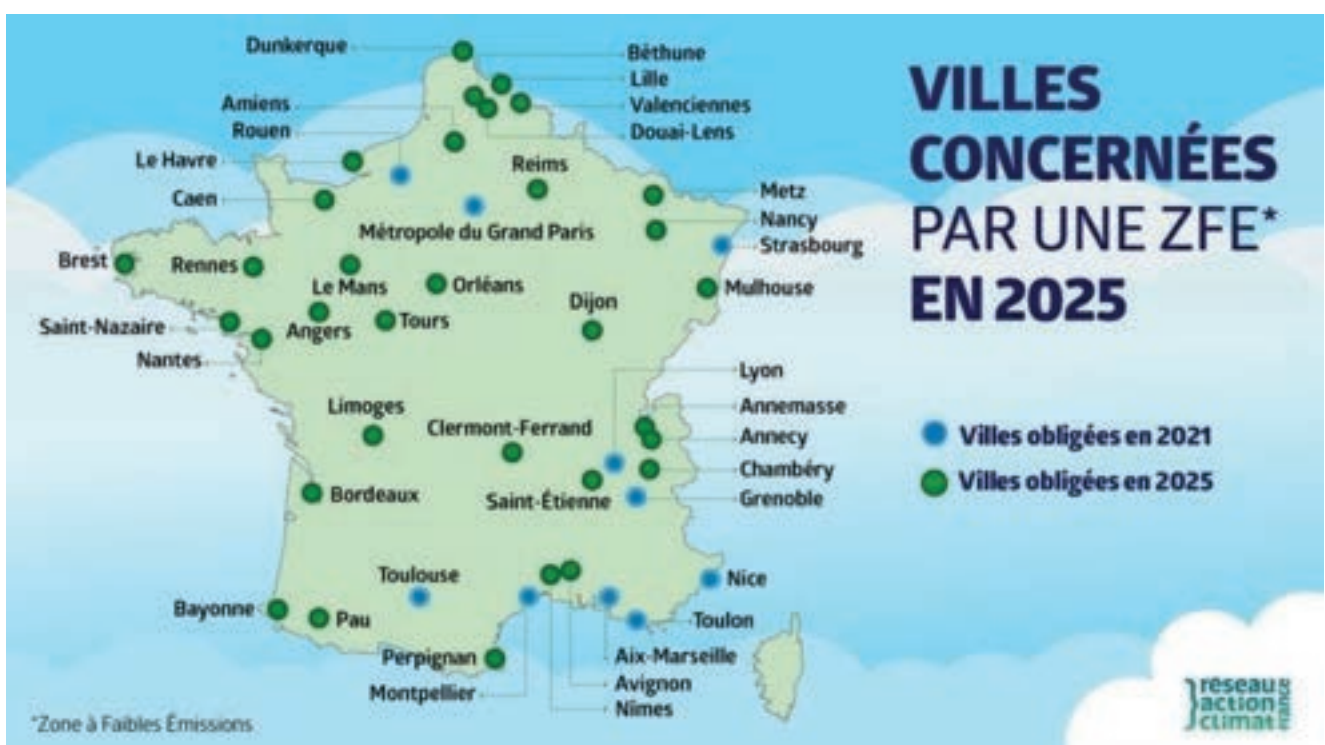 Dunkerque
Béthune
Lille
Amiens
Valenciennes
Rouen
Douai-Lens
Le Havre
Reims
Caen
Metz
Nancy
Métropole du Grand Paris
Strasbourg
Brest
Rennes
Le Mans
Orléans
Mulhouse
Dijon
Saint-Nazaire
Angers
Tours
Nantes
Lyon
Limoges
Annemasse
Clermont-Ferrand
Annecy
Chambéry
Bordeaux
Saint-Étienne
Grenoble
Toulouse
Nice
Bayonne
Pau
Toulon
Perpignan
Aix-Marseille
Montpellier
Avignon
Nîmes
VILLES
CONCERNÉES
PAR UNE ZFE*
EN 2025
Villes obligées en 2021
Villes obligées en 2025
*Zone à Faibles Émissions
réseau
action
climat
france